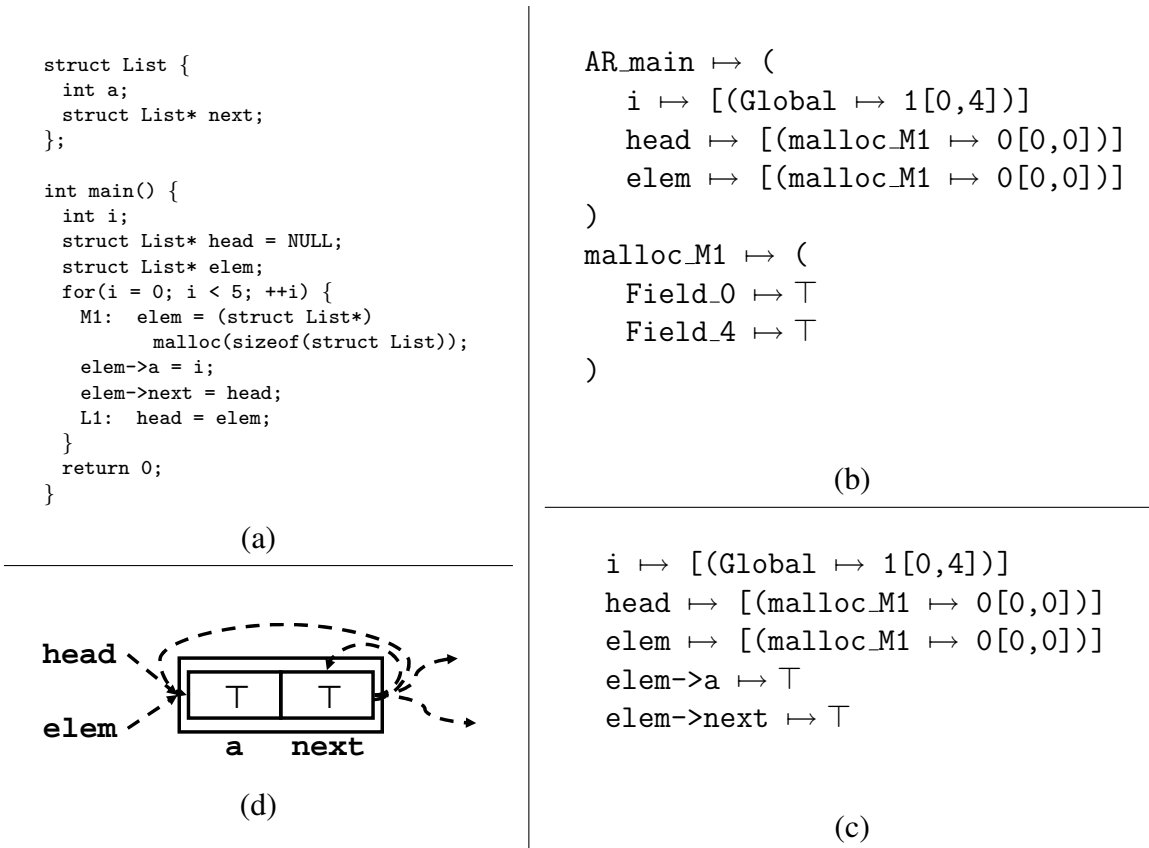 struct List {
int a;
struct List* next;
};
int main() {
int i;
struct List* head = NULL;
struct List* elem;
for(i = 0; i < 5; ++i) {
M1: elem = (struct List*)
malloc(sizeof(struct List));
elem->a = i;
elem->next = head;
L1: head = elem;
}
return 0;
}
(a)
AR_main ↦ (
i ↦ [(Global ↦ 1[0,4])]
head ↦ [(malloc_M1 ↦ 0[0,0])]
elem ↦ [(malloc_M1 ↦ 0[0,0])]
)
malloc_M1 ↦ (
Field_0 ↦ ⊤
Field_4 ↦ ⊤
)
(b)
i ↦ [(Global ↦ 1[0,4])]
head ↦ [(malloc_M1 ↦ 0[0,0])]
elem ↦ [(malloc_M1 ↦ 0[0,0])]
elem->a ↦ ⊤
elem->next ↦ ⊤
(c)
head
⊤ ⊤
elem
a next
(d)